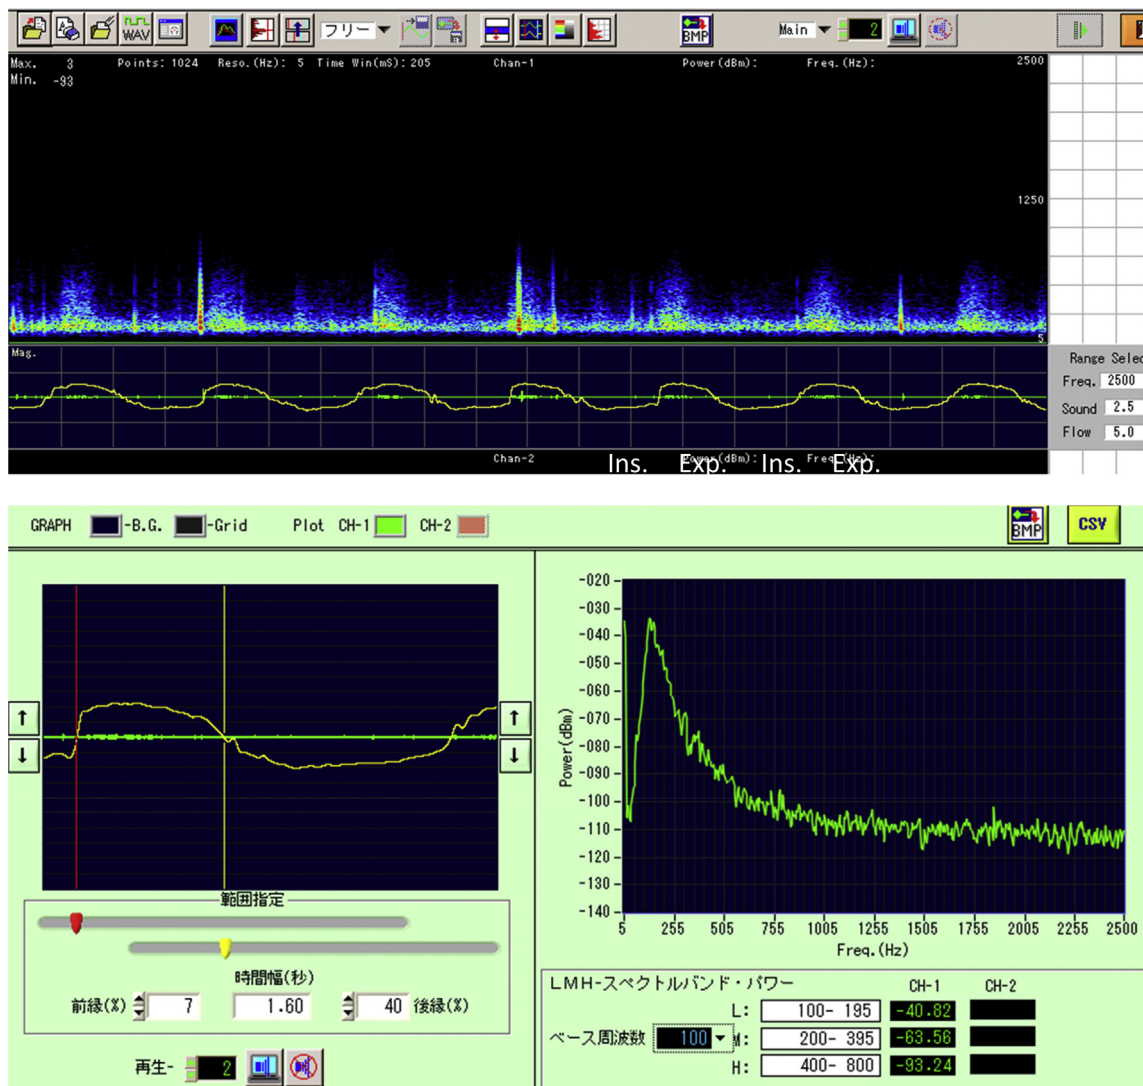 WAV フリー BMP Main 2
Max. 3 Points: 1024 Reso.(Hz): 5 Time Win(mS): 205 Chan-1 Power(dBm): Freq.(Hz): 2500
Min. -93
1250
5
Mag.
Range Selec
Freq. 2500
Sound 2.5
Flow 5.0
Chan-2 Power(dBm): Freq.(Hz):
Ins. Exp. Ins. Exp.
GRAPH -B.G. -Grid Plot CH-1 CH-2 BMP CSV
↑ ↑
↓ ↓
範囲指定
時間幅(秒)
前縁(%) 7 1.60 40 後縁(%)
再生- 2
-020
-030
-040
-050
-060
-070
-080
-090
-100
-110
-120
-130
-140
Power(dBm)
5 255 505 755 1005 1255 1505 1755 2005 2255 2500
Freq.(Hz)
LMH-スペクトルバンド・パワー CH-1 CH-2
L: 100- 195 -40.82
ベース周波数 100 M: 200- 395 -63.56
H: 400- 800 -93.24